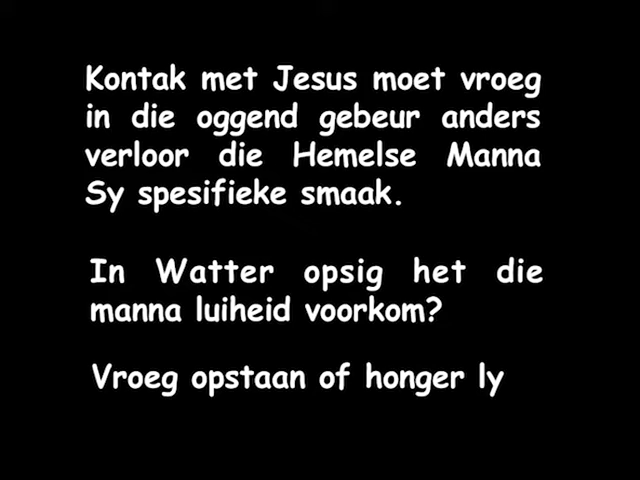 Kontak met Jesus moet vroeg
in die oggend gebeur anders
verloor die Hemelse Manna
Sy spesifieke smaak.
In Watter opsig het die
manna luiheid voorkom?
Vroeg opstaan of honger ly